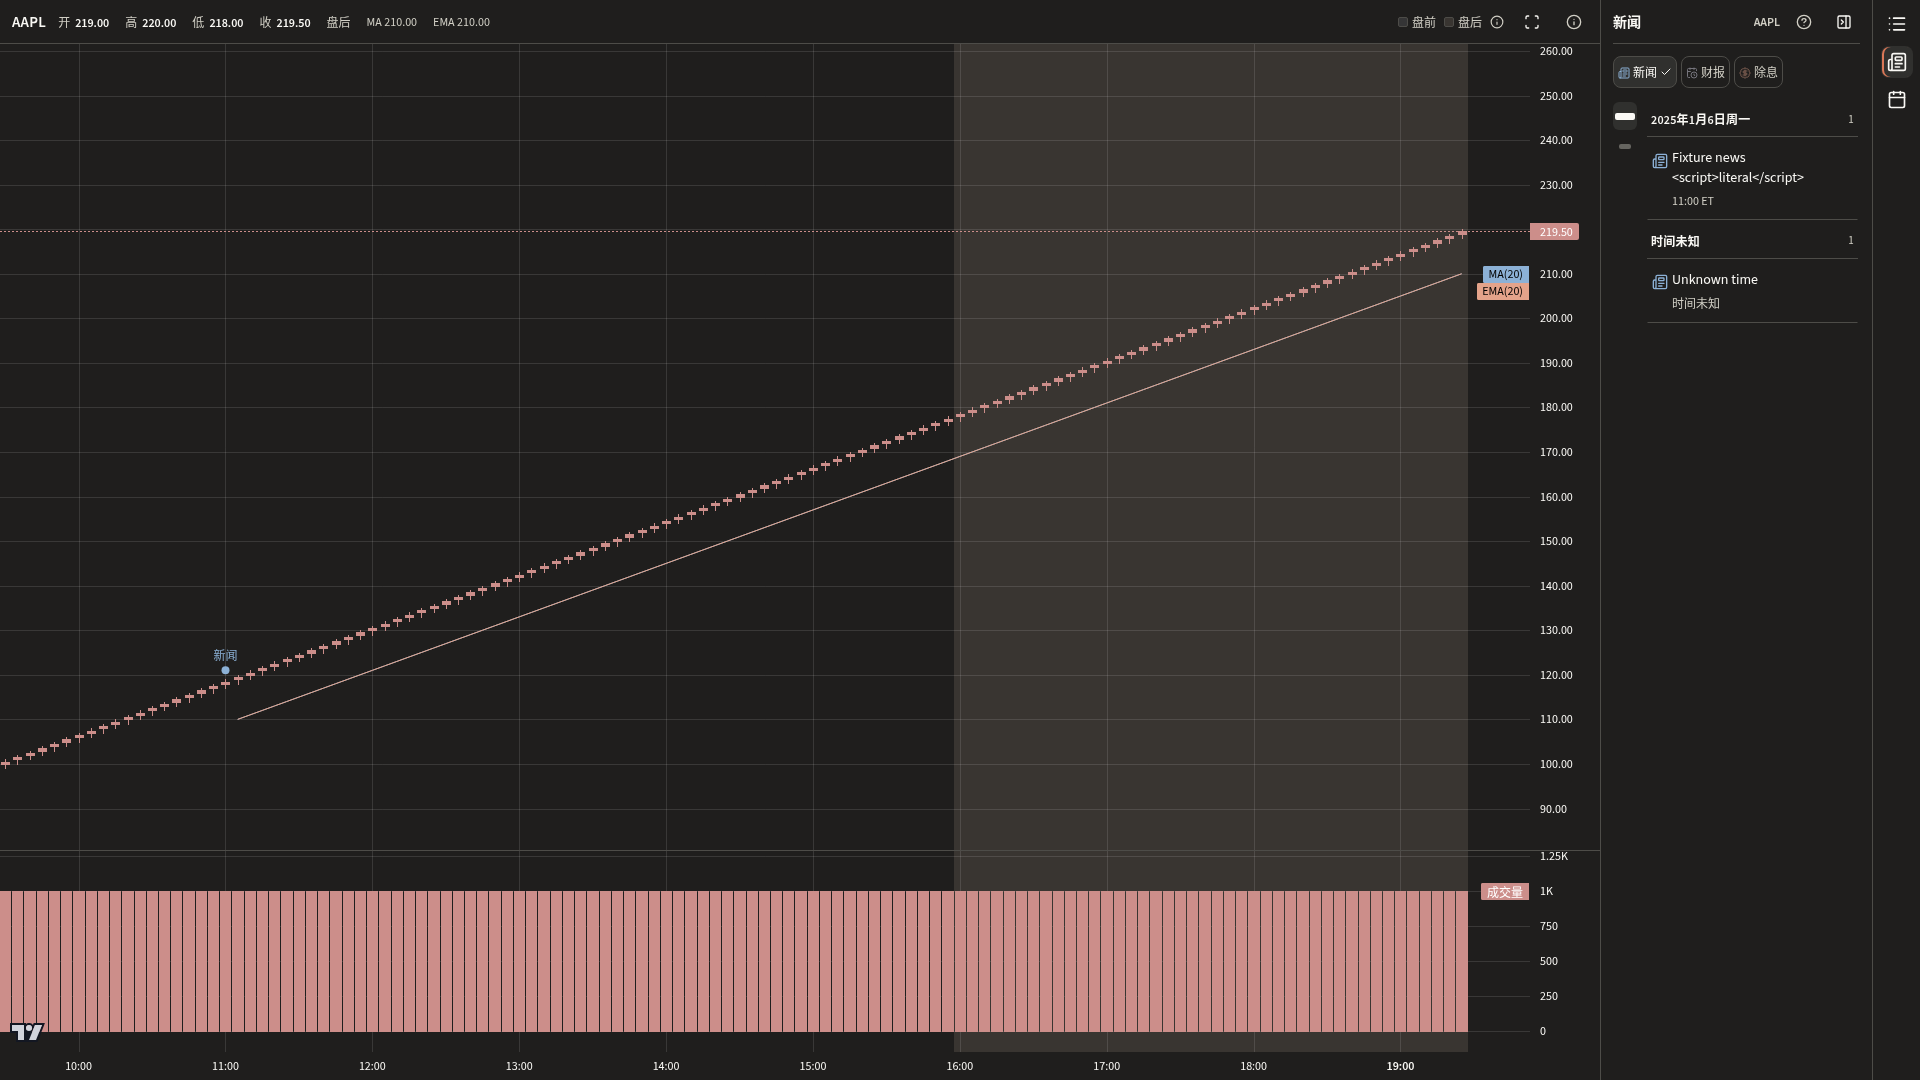 AAPL 开 219.00 高 220.00 低 218.00 收 219.50 盘后 MA 210.00 EMA 210.00
盘前 盘后
260.00
250.00
240.00
230.00
219.50
210.00
200.00
190.00
180.00
170.00
160.00
150.00
140.00
130.00
120.00
110.00
100.00
90.00
MA(20)
EMA(20)
新闻
1.25K
成交量 1K
750
500
250
0
10:00 11:00 12:00 13:00 14:00 15:00 16:00 17:00 18:00 19:00
新闻 AAPL
新闻 财报 除息
2025年1月6日周一 1
Fixture news
<script>literal</script>
11:00 ET
时间未知 1
Unknown time
时间未知